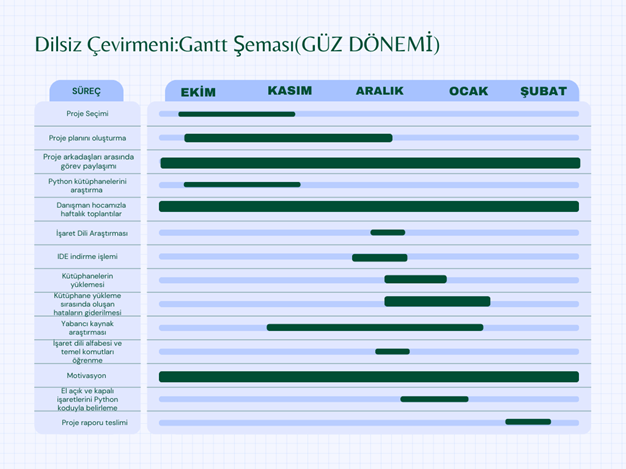 Dilsiz Çevirmeni:Gantt Şeması(GÜZ DÖNEMİ)
SÜREÇ
EKİM
KASIM
ARALIK
OCAK
ŞUBAT
Proje Seçimi
Proje planını oluşturma
Proje arkadaşları arasında
görev paylaşımı
Python kütüphanelerini
araştırma
Danışman hocamızla
haftalık toplantılar
İşaret Dili Araştırması
IDE indirme işlemi
Kütüphanelerin
yüklemesi
Kütüphane yükleme
sırasında oluşan
hataların giderilmesi
Yabancı kaynak
araştırması
İşaret dili alfabesi ve
temel komutları
öğrenme
Motivasyon
El açık ve kapalı
işaretlerini Python
koduyla belirleme
Proje raporu teslimi